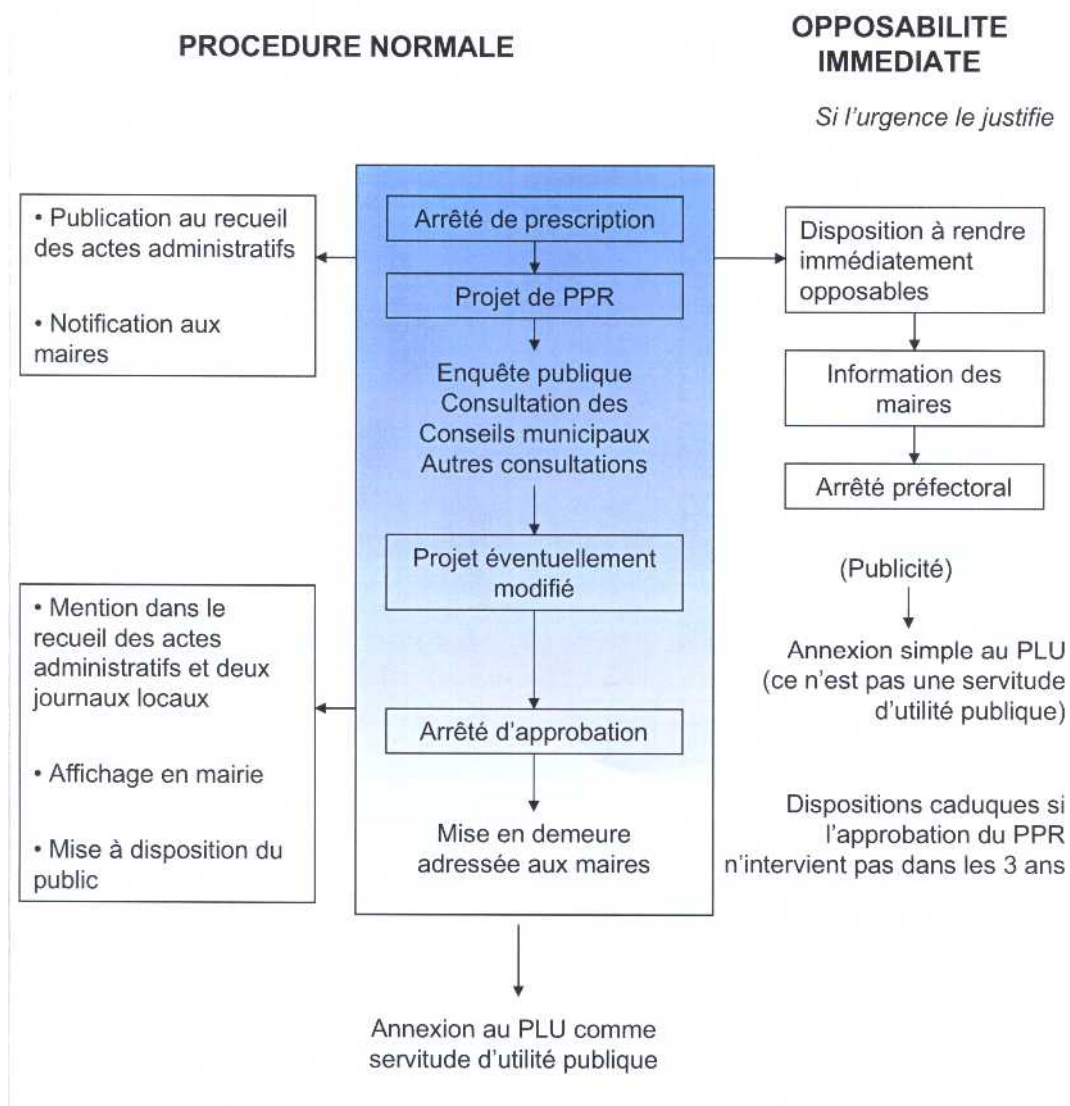 PROCEDURE NORMALE
OPPOSABILITE
IMMEDIATE
Si l'urgence le justifie
• Publication au recueil
des actes administratifs
• Notification aux
maires
Arrêté de prescription
Projet de PPR
Enquête publique
Consultation des
Conseils municipaux
Autres consultations
Projet éventuellement
modifié
Arrêté d'approbation
Mise en demeure
adressée aux maires
Annexion au PLU comme
servitude d'utilité publique
• Mention dans le
recueil des actes
administratifs et deux
journaux locaux
• Affichage en mairie
• Mise à disposition du
public
Disposition à rendre
immédiatement
opposables
Information des
maires
Arrêté préfectoral
(Publicité)
Annexion simple au PLU
(ce n'est pas une servitude
d'utilité publique)
Dispositions caduques si
l'approbation du PPR
n'intervient pas dans les 3 ans